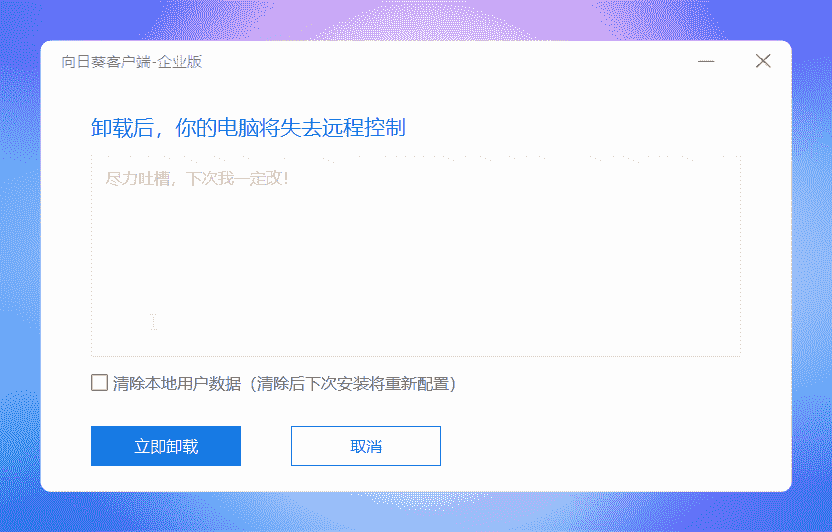 向日葵客户端-企业版
卸载后，你的电脑将失去远程控制
尽力吐槽，下次我一定改！
清除本地用户数据（清除后下次安装将重新配置）
立即卸载
取消